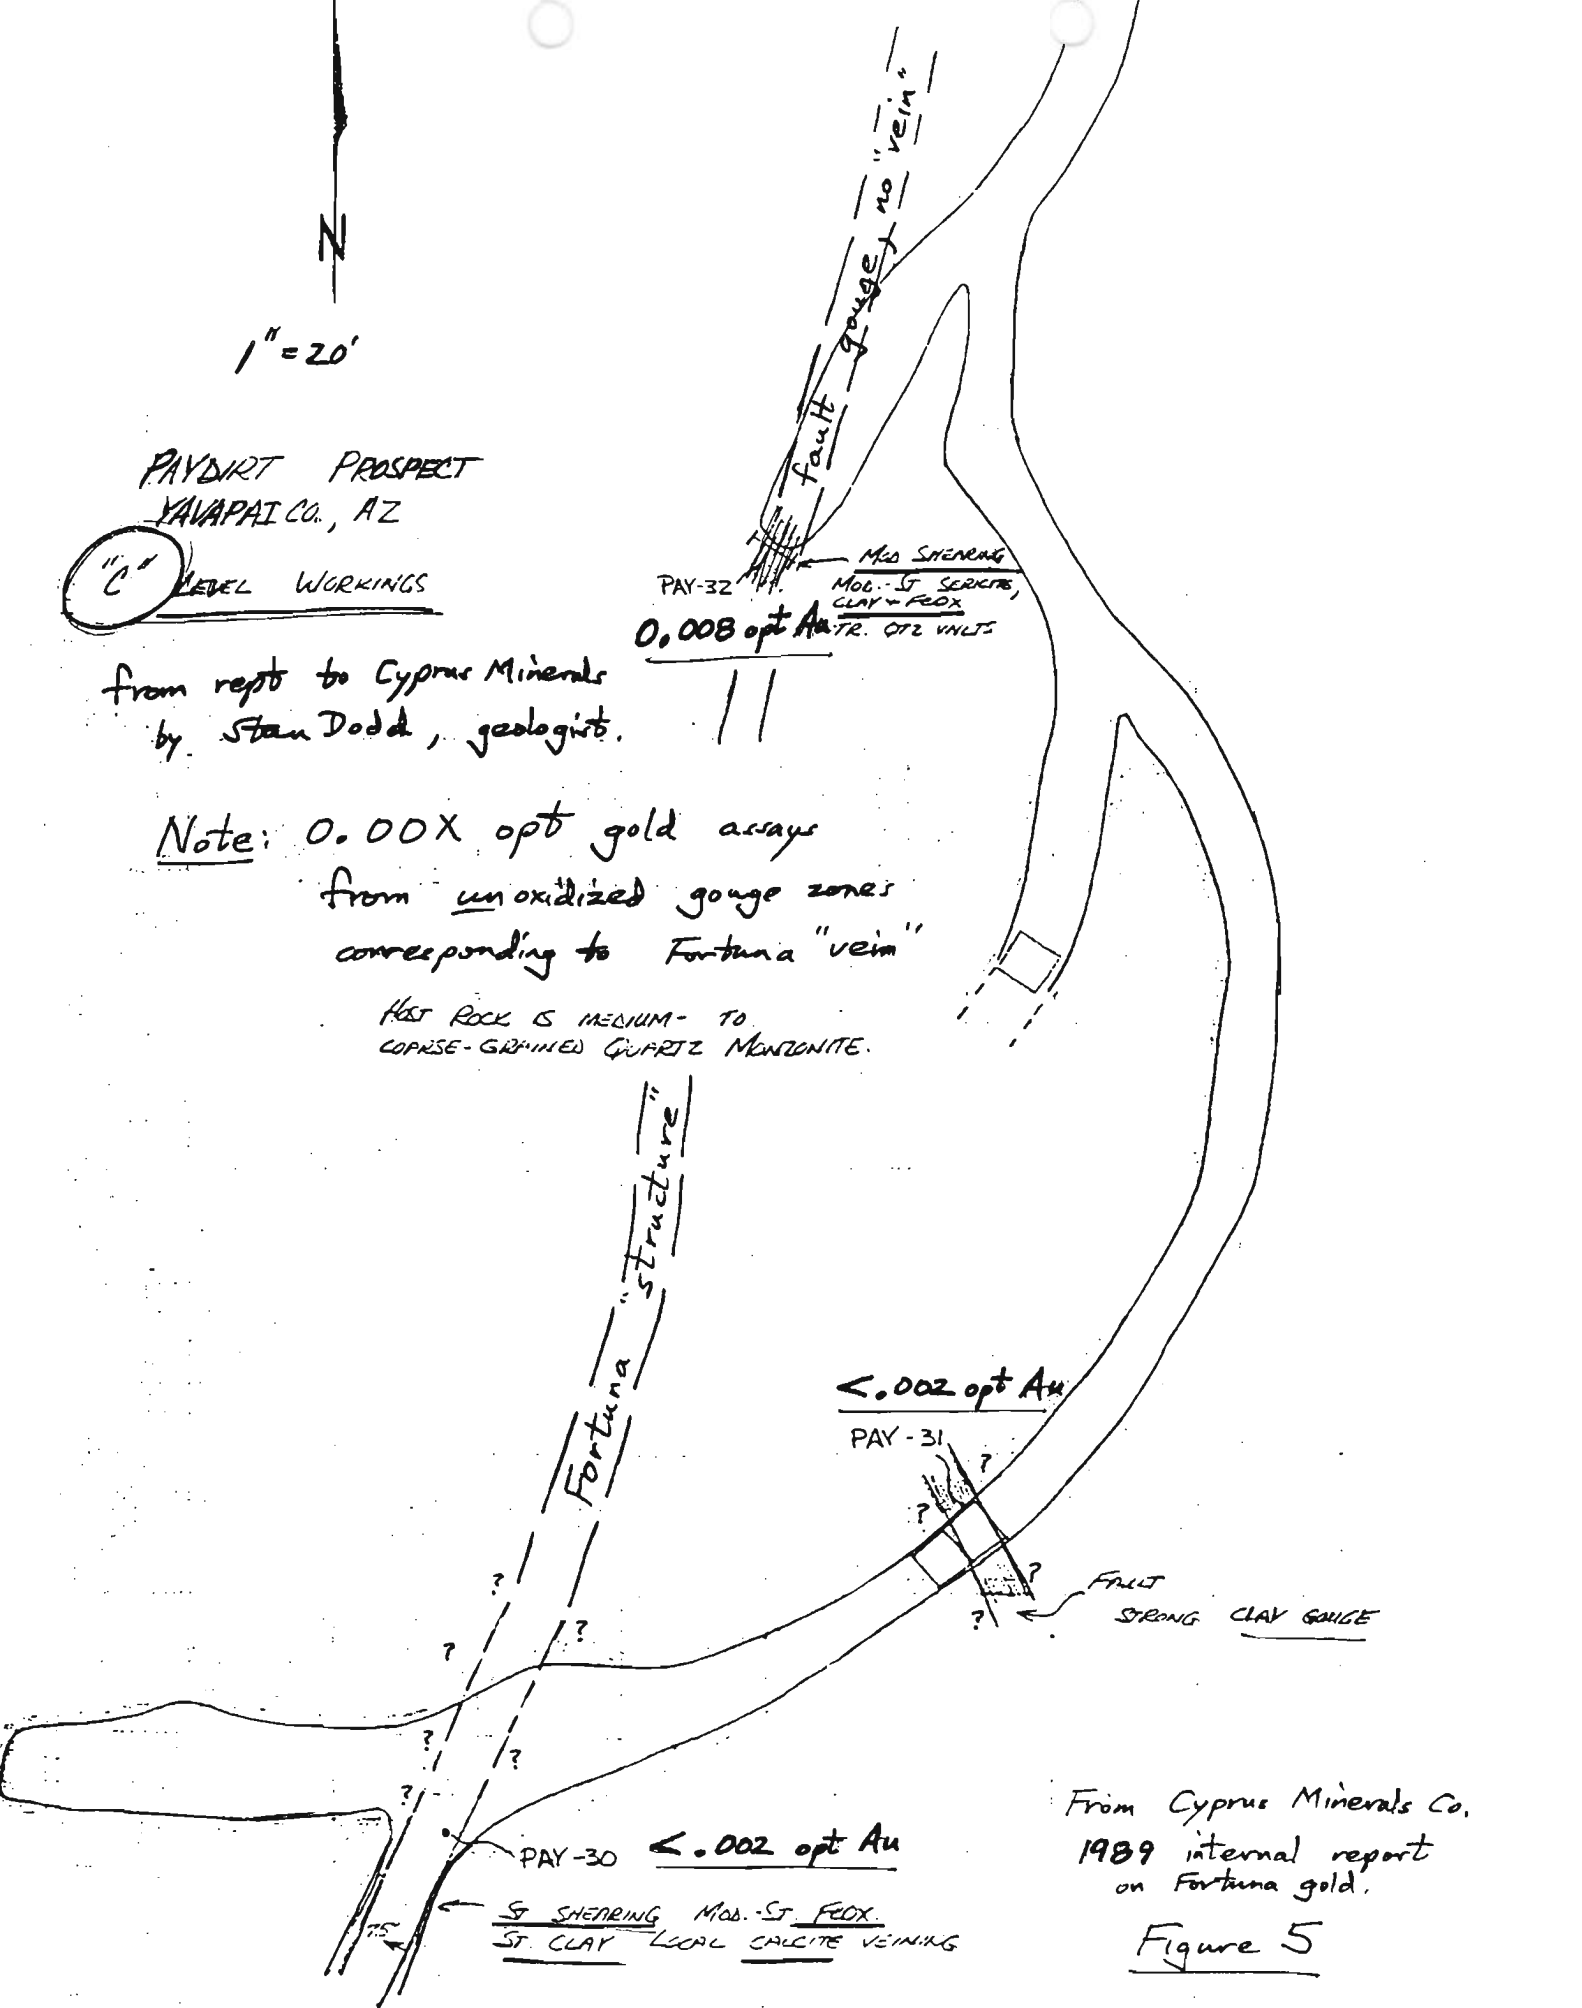 N
1" = 20'
PAYDIRT PROSPECT
YAVAPAI CO., AZ
"C" LEVEL WORKINGS
from rept to Cyprus Minerals
by Stan Dodd, geologist.
Note: 0.00X opt gold assays
from unoxidized gouge zones
corresponding to Fortuna "vein"
HOST ROCK IS MEDIUM- TO
COARSE-GRAINED QUARTZ MONZONITE.
fault gouge, no "vein"
PAY-32
0.008 opt Au
MED SHEARING
MOD.-ST SERICITE,
CLAY + FEOX
TR. QTZ VNLTS
Fortuna "structure"
<.002 opt Au
PAY-31
?
?
?
?
FAULT
STRONG CLAY GOUGE
?
?
?
?
?
?
PAY-30 <.002 opt Au
ST SHEARING MOD.-ST. FEOX
ST. CLAY LOCAL CALCITE VEINING
75
From Cyprus Minerals Co.
1989 internal report
on Fortuna gold.
Figure 5